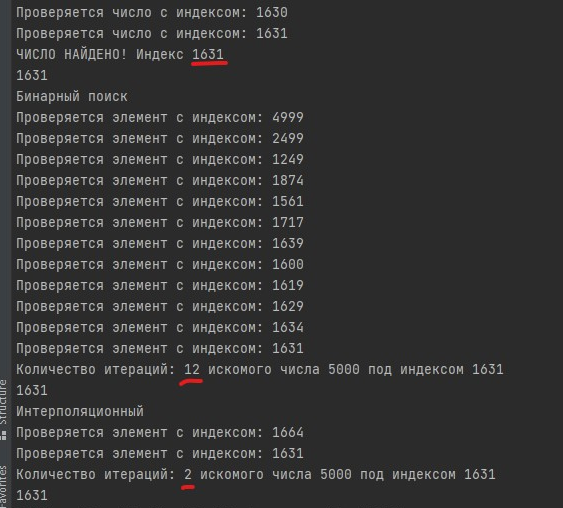 Проверяется число с индексом: 1630
Проверяется число с индексом: 1631
ЧИСЛО НАЙДЕНО! Индекс 1631
1631
Бинарный поиск
Проверяется элемент с индексом: 4999
Проверяется элемент с индексом: 2499
Проверяется элемент с индексом: 1249
Проверяется элемент с индексом: 1874
Проверяется элемент с индексом: 1561
Проверяется элемент с индексом: 1717
Проверяется элемент с индексом: 1639
Проверяется элемент с индексом: 1600
Проверяется элемент с индексом: 1619
Проверяется элемент с индексом: 1629
Проверяется элемент с индексом: 1634
Проверяется элемент с индексом: 1631
Количество итераций: 12 искомого числа 5000 под индексом 1631
1631
Интерполяционный
Проверяется элемент с индексом: 1664
Проверяется элемент с индексом: 1631
Количество итераций: 2 искомого числа 5000 под индексом 1631
1631
Structure
Favorites